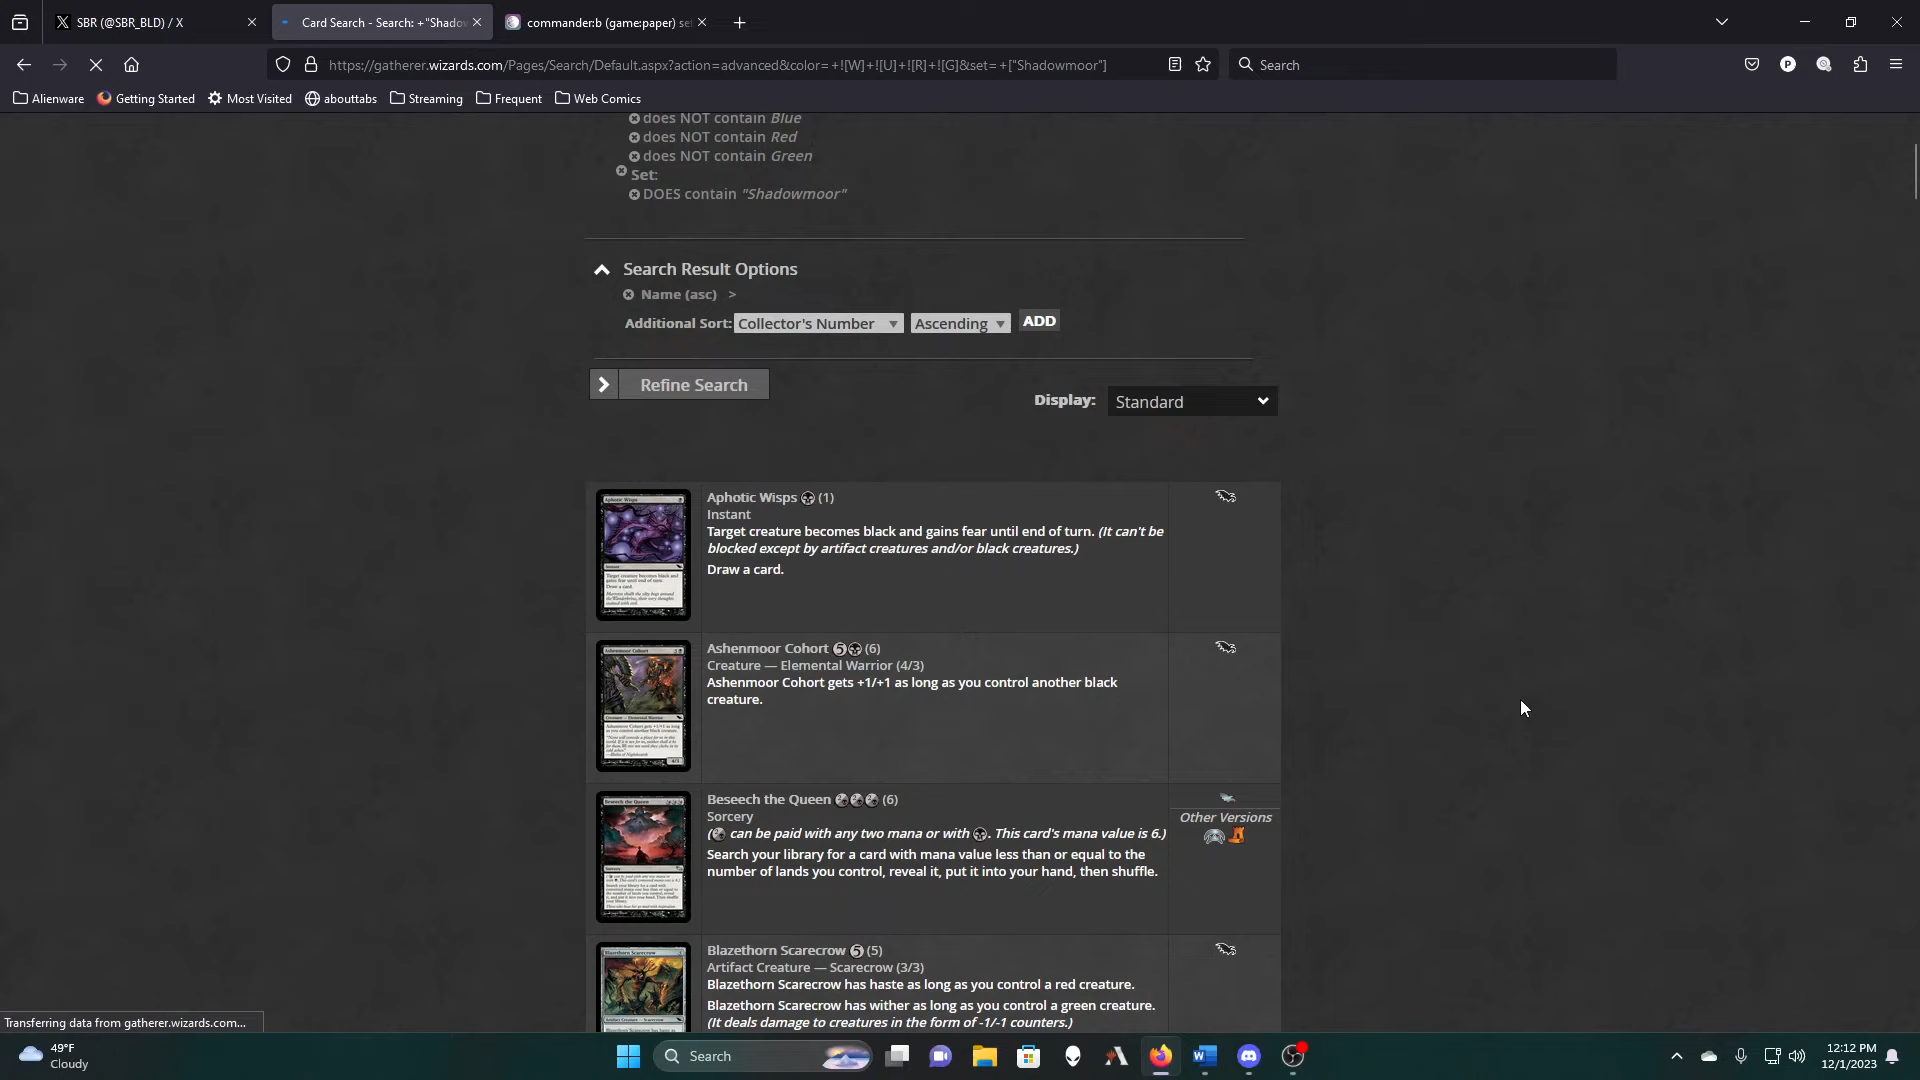 SBR (@SBR_BLD) / X
Card Search - Search: +"Shadow
commander:b (game:paper) se
https://gatherer.wizards.com/Pages/Search/Default.aspx?action=advanced&color=+![W]+![U]+![R]+![G]&set=+["Shadowmoor"]
Search
Alienware
Getting Started
Most Visited
abouttabs
Streaming
Frequent
Web Comics
does NOT contain Blue
does NOT contain Red
does NOT contain Green
Set:
DOES contain "Shadowmoor"
Search Result Options
Name (asc) >
Additional Sort: Collector's Number Ascending ADD
Refine Search
Display: Standard
Aphotic Wisps (1)
Instant
Target creature becomes black and gains fear until end of turn. (It can't be
blocked except by artifact creatures and/or black creatures.)
Draw a card.
Ashenmoor Cohort 5 (6)
Creature — Elemental Warrior (4/3)
Ashenmoor Cohort gets +1/+1 as long as you control another black
creature.
Beseech the Queen (6)
Sorcery
( can be paid with any two mana or with . This card's mana value is 6.)
Search your library for a card with mana value less than or equal to the
number of lands you control, reveal it, put it into your hand, then shuffle.
Other Versions
Blazethorn Scarecrow 5 (5)
Artifact Creature — Scarecrow (3/3)
Blazethorn Scarecrow has haste as long as you control a red creature.
Blazethorn Scarecrow has wither as long as you control a green creature.
(It deals damage to creatures in the form of -1/-1 counters.)
Transferring data from gatherer.wizards.com...
49°F
Cloudy
Search
12:12 PM
12/1/2023